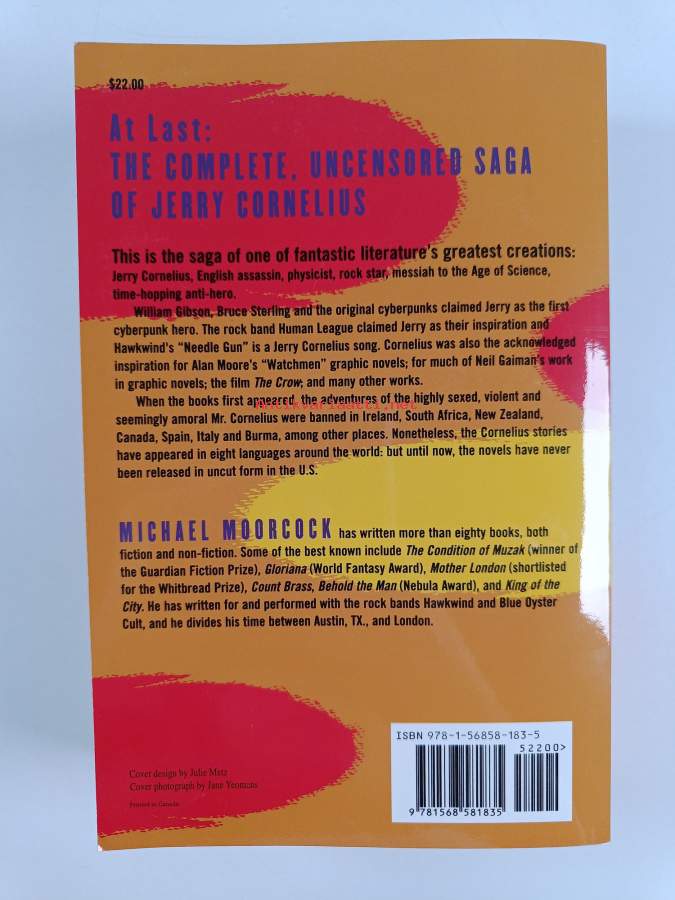 $22.00
At Last:
THE COMPLETE, UNCENSORED SAGA
OF JERRY CORNELIUS
This is the saga of one of fantastic literature's greatest creations:
Jerry Cornelius, English assassin, physicist, rock star, messiah to the Age of Science,
time-hopping anti-hero.
William Gibson, Bruce Sterling and the original cyberpunks claimed Jerry as the first
cyberpunk hero. The rock band Human League claimed Jerry as their inspiration and
Hawkwind's "Needle Gun" is a Jerry Cornelius song. Cornelius was also the acknowledged
inspiration for Alan Moore's "Watchmen" graphic novels; for much of Neil Gaiman's work
in graphic novels; the film The Crow; and many other works.
When the books first appeared, the adventures of the highly sexed, violent and
antikvariaatti.net
seemingly amoral Mr. Cornelius were banned in Ireland, South Africa, New Zealand,
Canada, Spain, Italy and Burma, among other places. Nonetheless, the Cornelius stories
have appeared in eight languages around the world: but until now, the novels have never
been released in uncut form in the U.S.
MICHAEL MOORCOCK has written more than eighty books, both
fiction and non-fiction. Some of the best known include The Condition of Muzak (winner of
the Guardian Fiction Prize), Gloriana (World Fantasy Award), Mother London (shortlisted
for the Whitbread Prize), Count Brass, Behold the Man (Nebula Award), and King of the
City. He has written for and performed with the rock bands Hawkwind and Blue Oyster
Cult, and he divides his time between Austin, TX., and London.
Cover design by Julie Metz
Cover photograph by Jane Yeomans
Printed in Canada
ISBN 978-1-56858-183-5
52200>
9 781568 581835